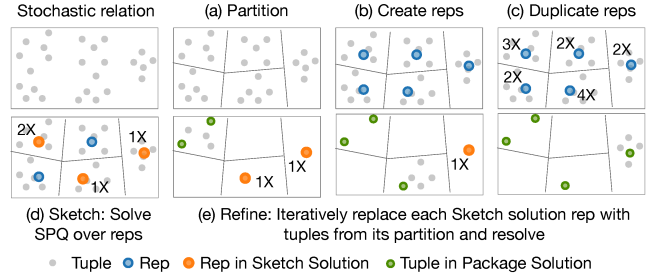 Stochastic relation
(a) Partition
(b) Create reps
(c) Duplicate reps
3X
2X
2X
2X
4X
2X
1X
1X
1X
1X
1X
(d) Sketch: Solve
SPQ over reps
(e) Refine: Iteratively replace each Sketch solution rep with
tuples from its partition and resolve
Tuple
Rep
Rep in Sketch Solution
Tuple in Package Solution